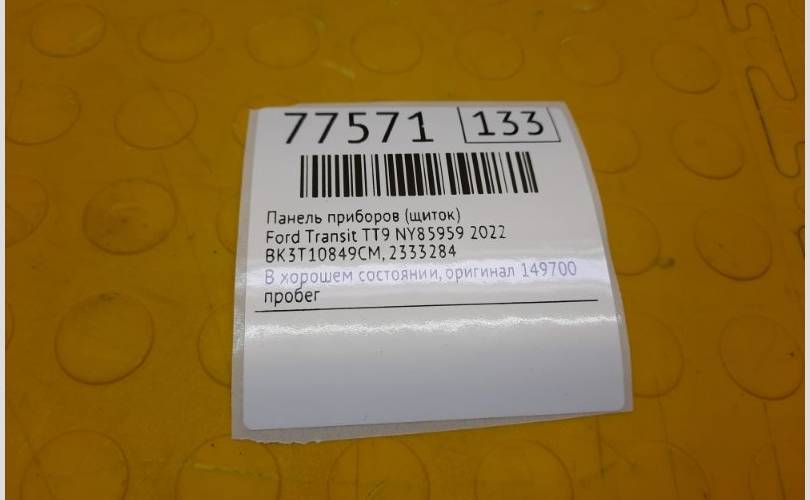 77571 133
Панель приборов (щиток)
Ford Transit TT9 NY85959 2022
BK3T10849CM, 2333284
В хорошем состоянии, оригинал 149700
пробег